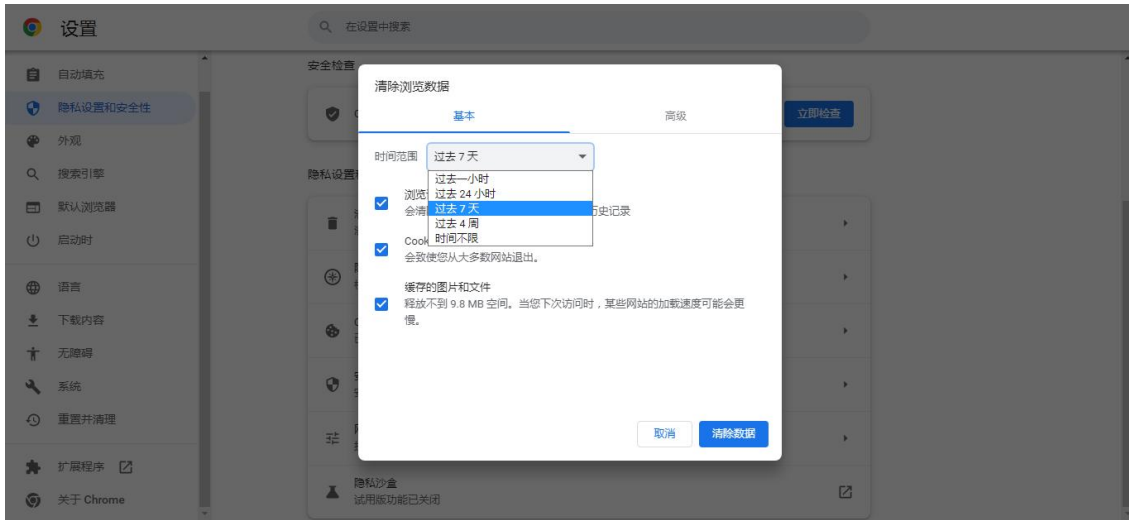 设置
在设置中搜索
自动填充
隐私设置和安全性
外观
搜索引擎
默认浏览器
启动时
语言
下载内容
无障碍
系统
重置并清理
扩展程序
关于 Chrome
安全检查
立即检查
隐私设置
清除浏览数据
基本
高级
时间范围
过去 7 天
过去一小时
过去 24 小时
过去 7 天
过去 4 周
时间不限
浏览
会清
历史记录
Cook
会致使您从大多数网站退出。
缓存的图片和文件
释放不到 9.8 MB 空间。当您下次访问时，某些网站的加载速度可能会更
慢。
取消
清除数据
隐私沙盒
试用版功能已关闭